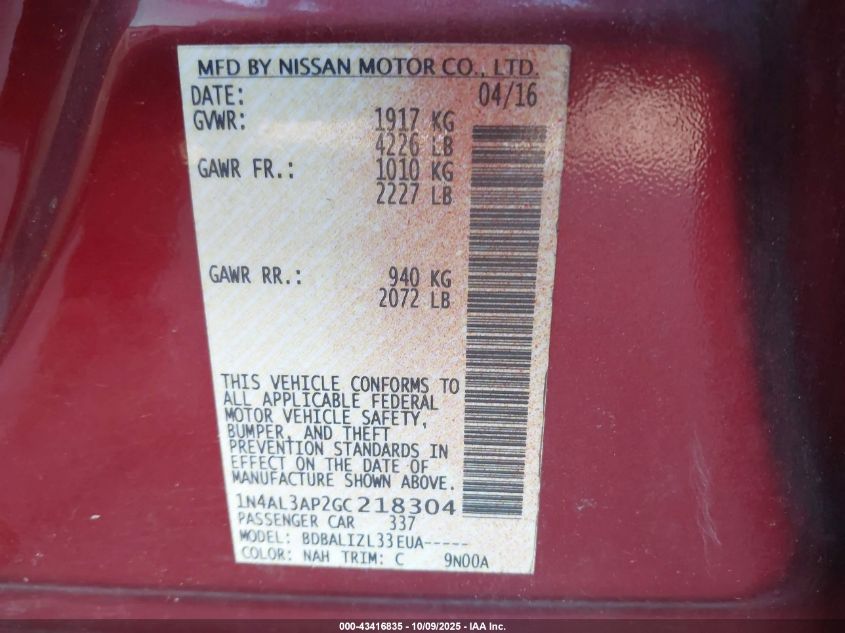 MFD BY NISSAN MOTOR CO., LTD.
DATE: 04/16
GVWR: 1917 KG
4226 LB
GAWR FR.: 1010 KG
2227 LB
GAWR RR.: 940 KG
2072 LB
THIS VEHICLE CONFORMS TO
ALL APPLICABLE FEDERAL
MOTOR VEHICLE SAFETY,
BUMPER, AND THEFT
PREVENTION STANDARDS IN
EFFECT ON THE DATE OF
MANUFACTURE SHOWN ABOVE.
1N4AL3AP2GC218304
PASSENGER CAR 337
MODEL: BDBALIZL33EUA-----
COLOR: NAH TRIM: C 9N00A
000-43416835 - 10/09/2025 - IAA Inc.